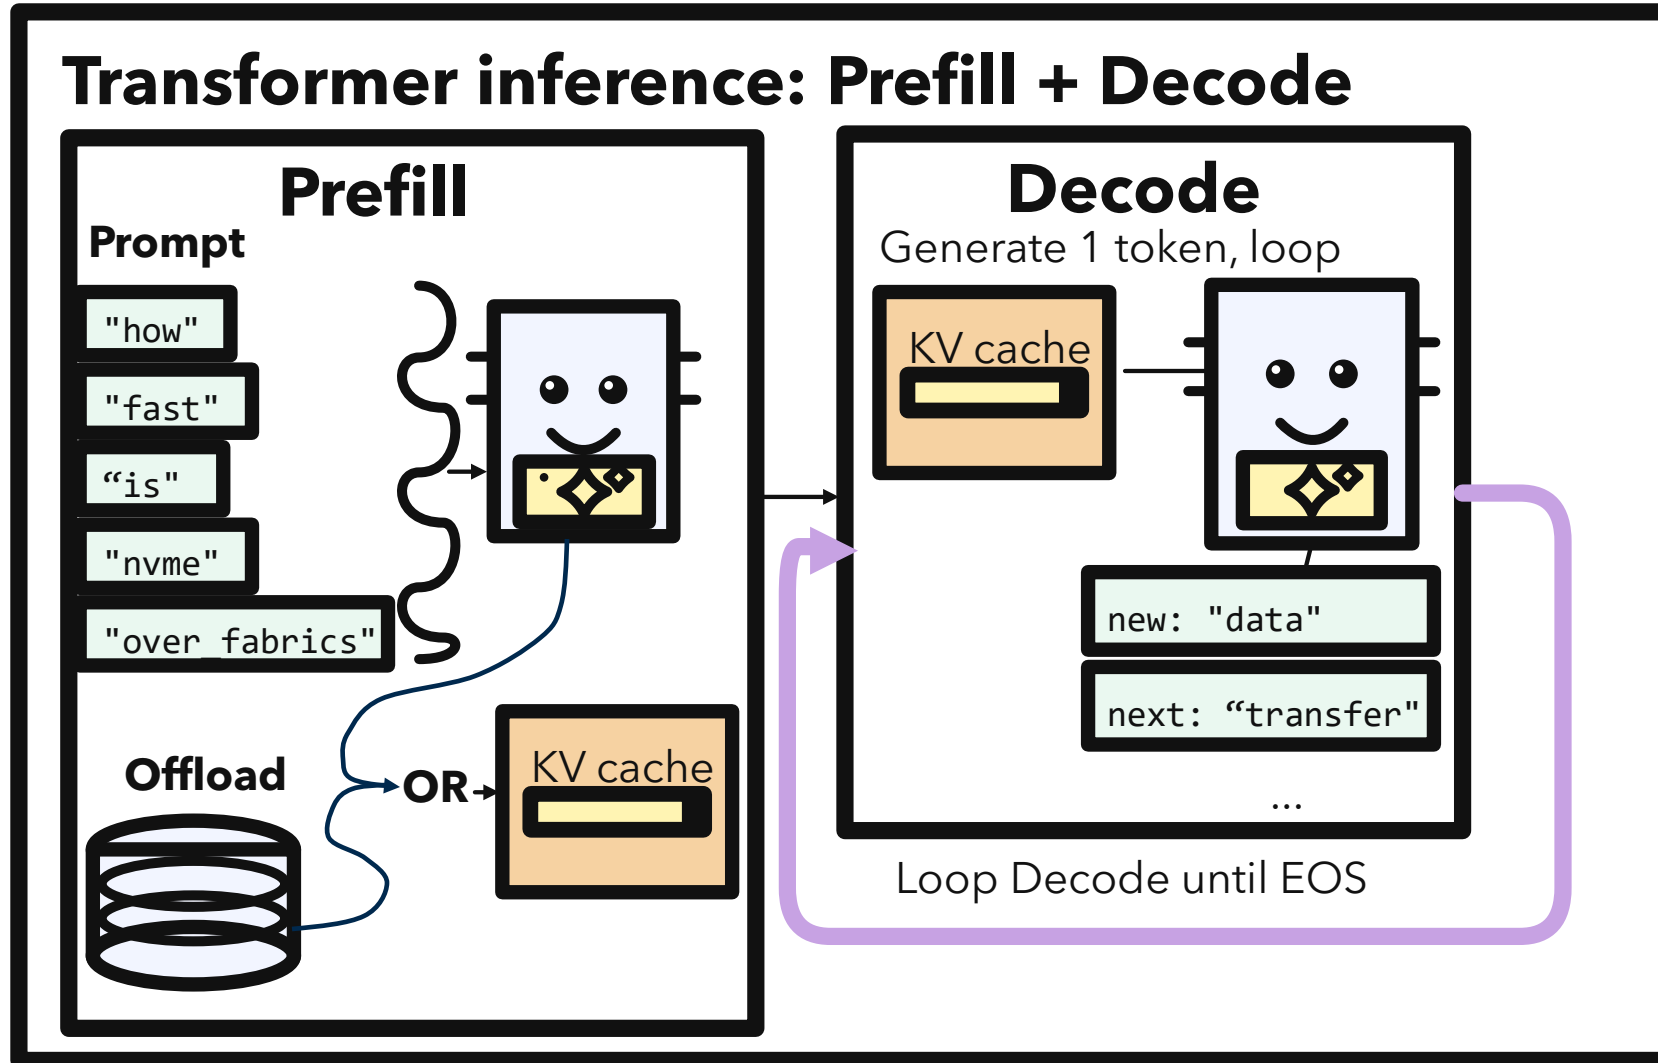 Transformer inference: Prefill + Decode
Prefill
Prompt
"how"
"fast"
“is"
"nvme"
"over_fabrics"
Offload
OR
KV cache
Decode
Generate 1 token, loop
KV cache
new: "data"
next: “transfer"
...
Loop Decode until EOS